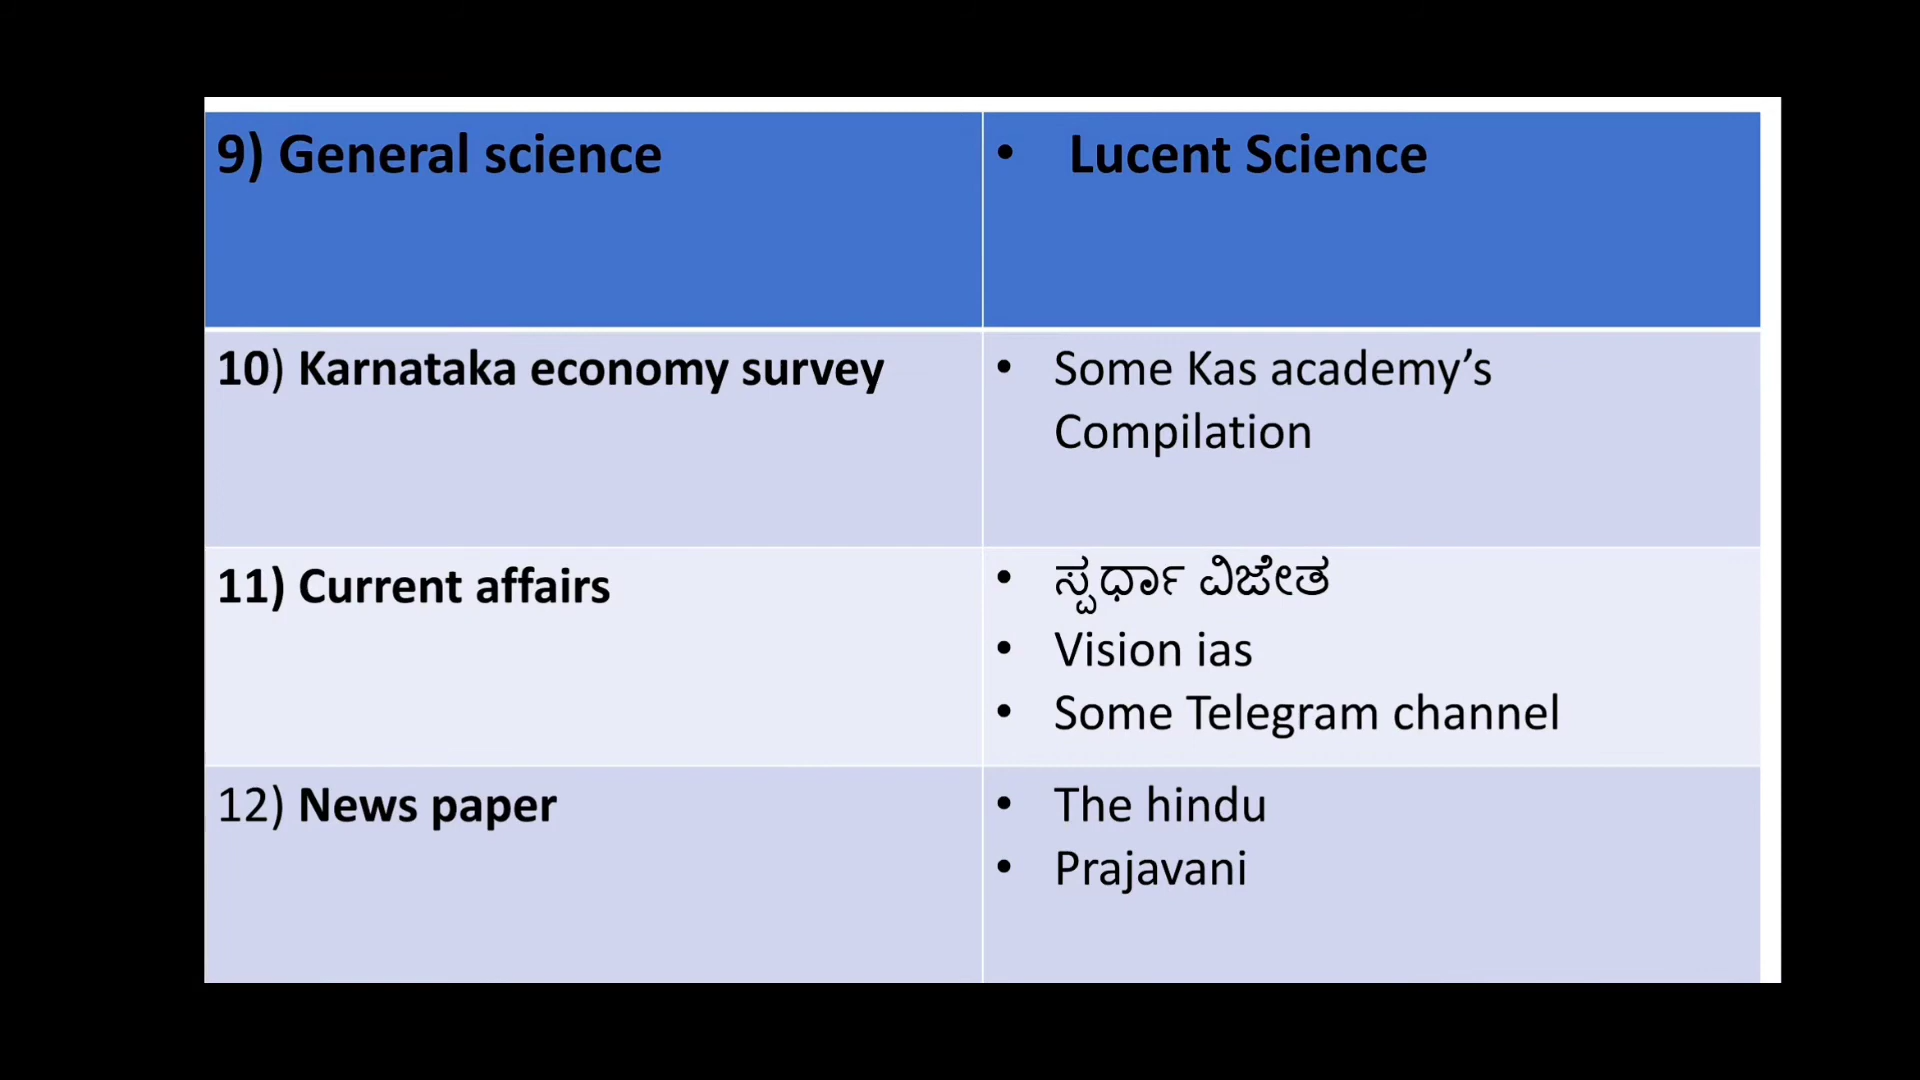 9) General science
• Lucent Science
10) Karnataka economy survey
• Some Kas academy’s
Compilation
11) Current affairs
• ಸ್ಪರ್ಧಾ ವಿಜೇತ
• Vision ias
• Some Telegram channel
12) News paper
• The hindu
• Prajavani